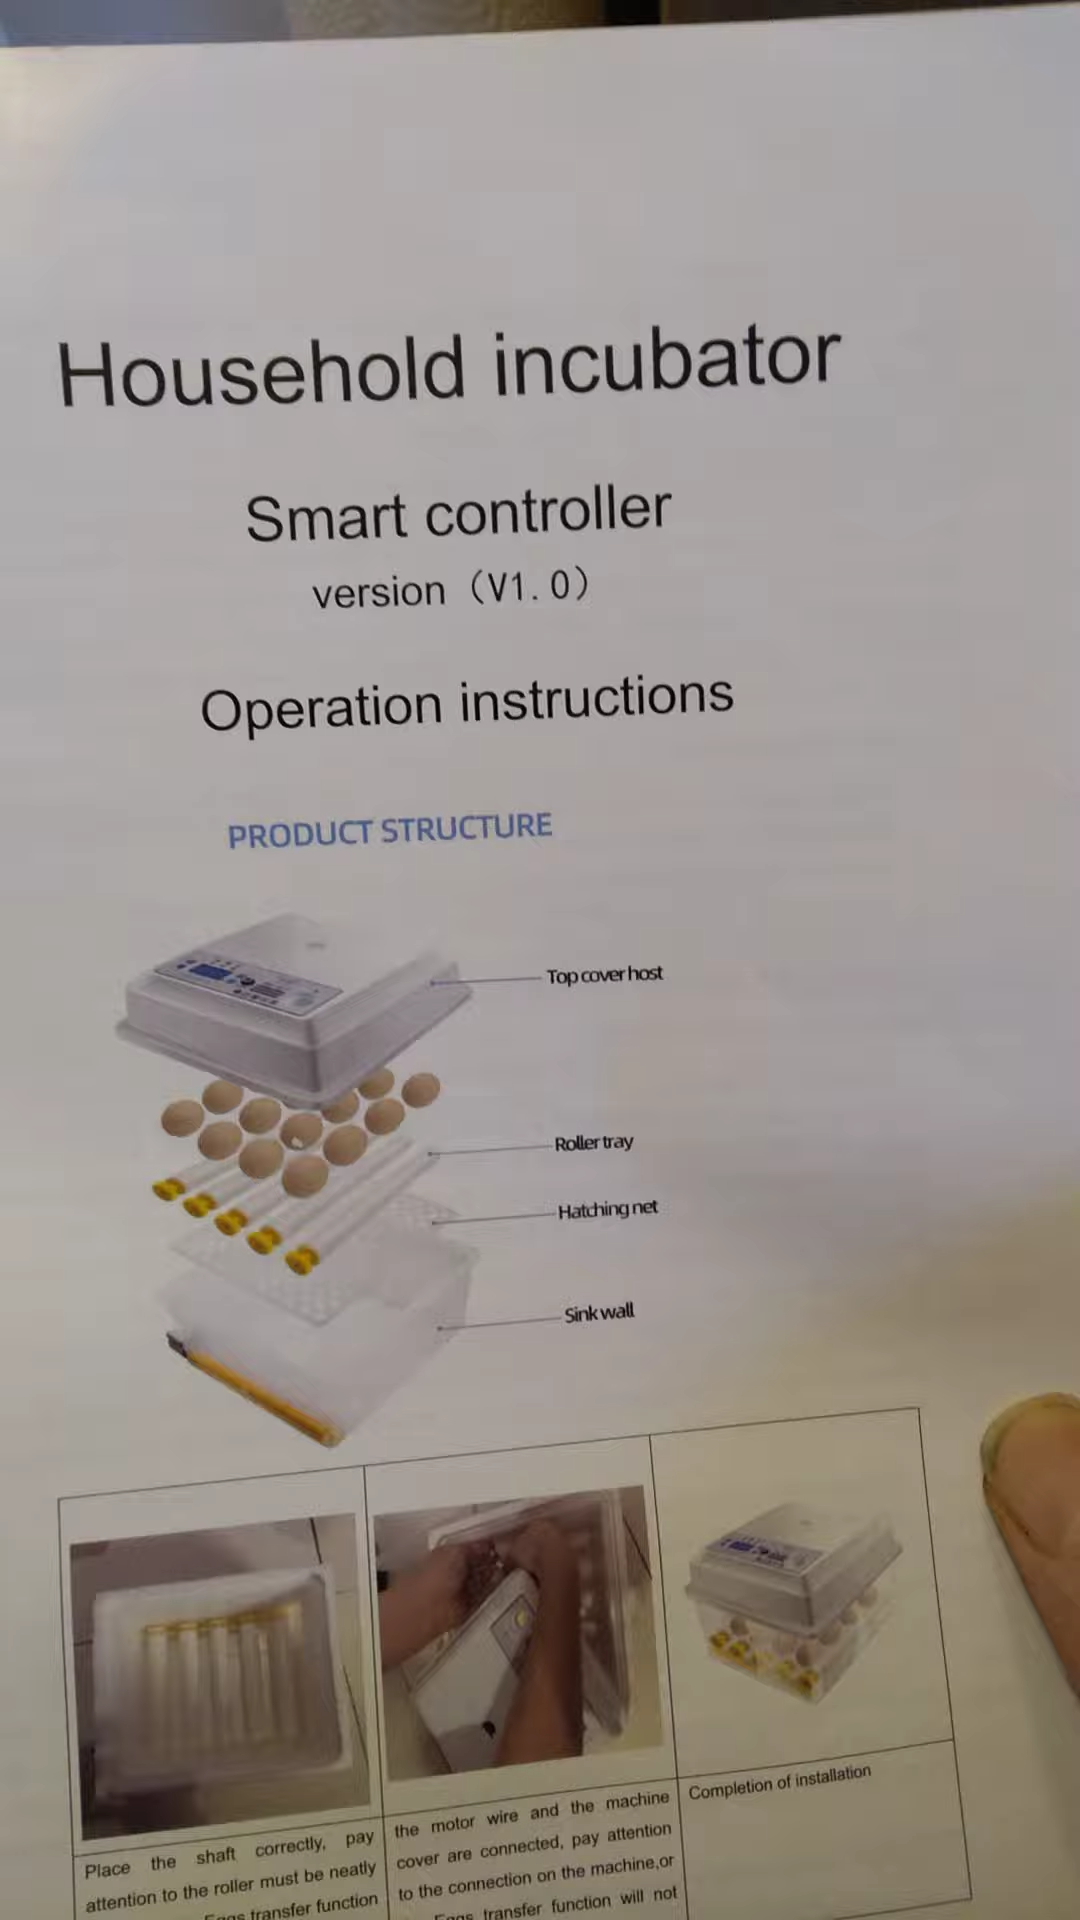 Household incubator
Smart controller
version（V1.0）
Operation instructions
PRODUCT STRUCTURE
Top cover host
Roller tray
Hatching net
Sink wall
Place the shaft correctly, pay
attention to the roller must be neatly
Eggs transfer function
the motor wire and the machine
cover are connected, pay attention
to the connection on the machine,or
Eggs transfer function will not
Completion of installation